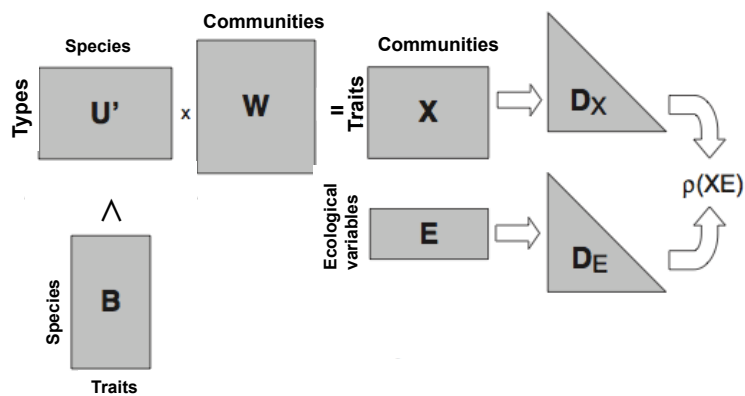 Communities
Species
Communities
Types
U'
x
W
=
Traits
X
DX
ρ(XE)
Ecological
variables
E
DE
<
Species
B
Traits